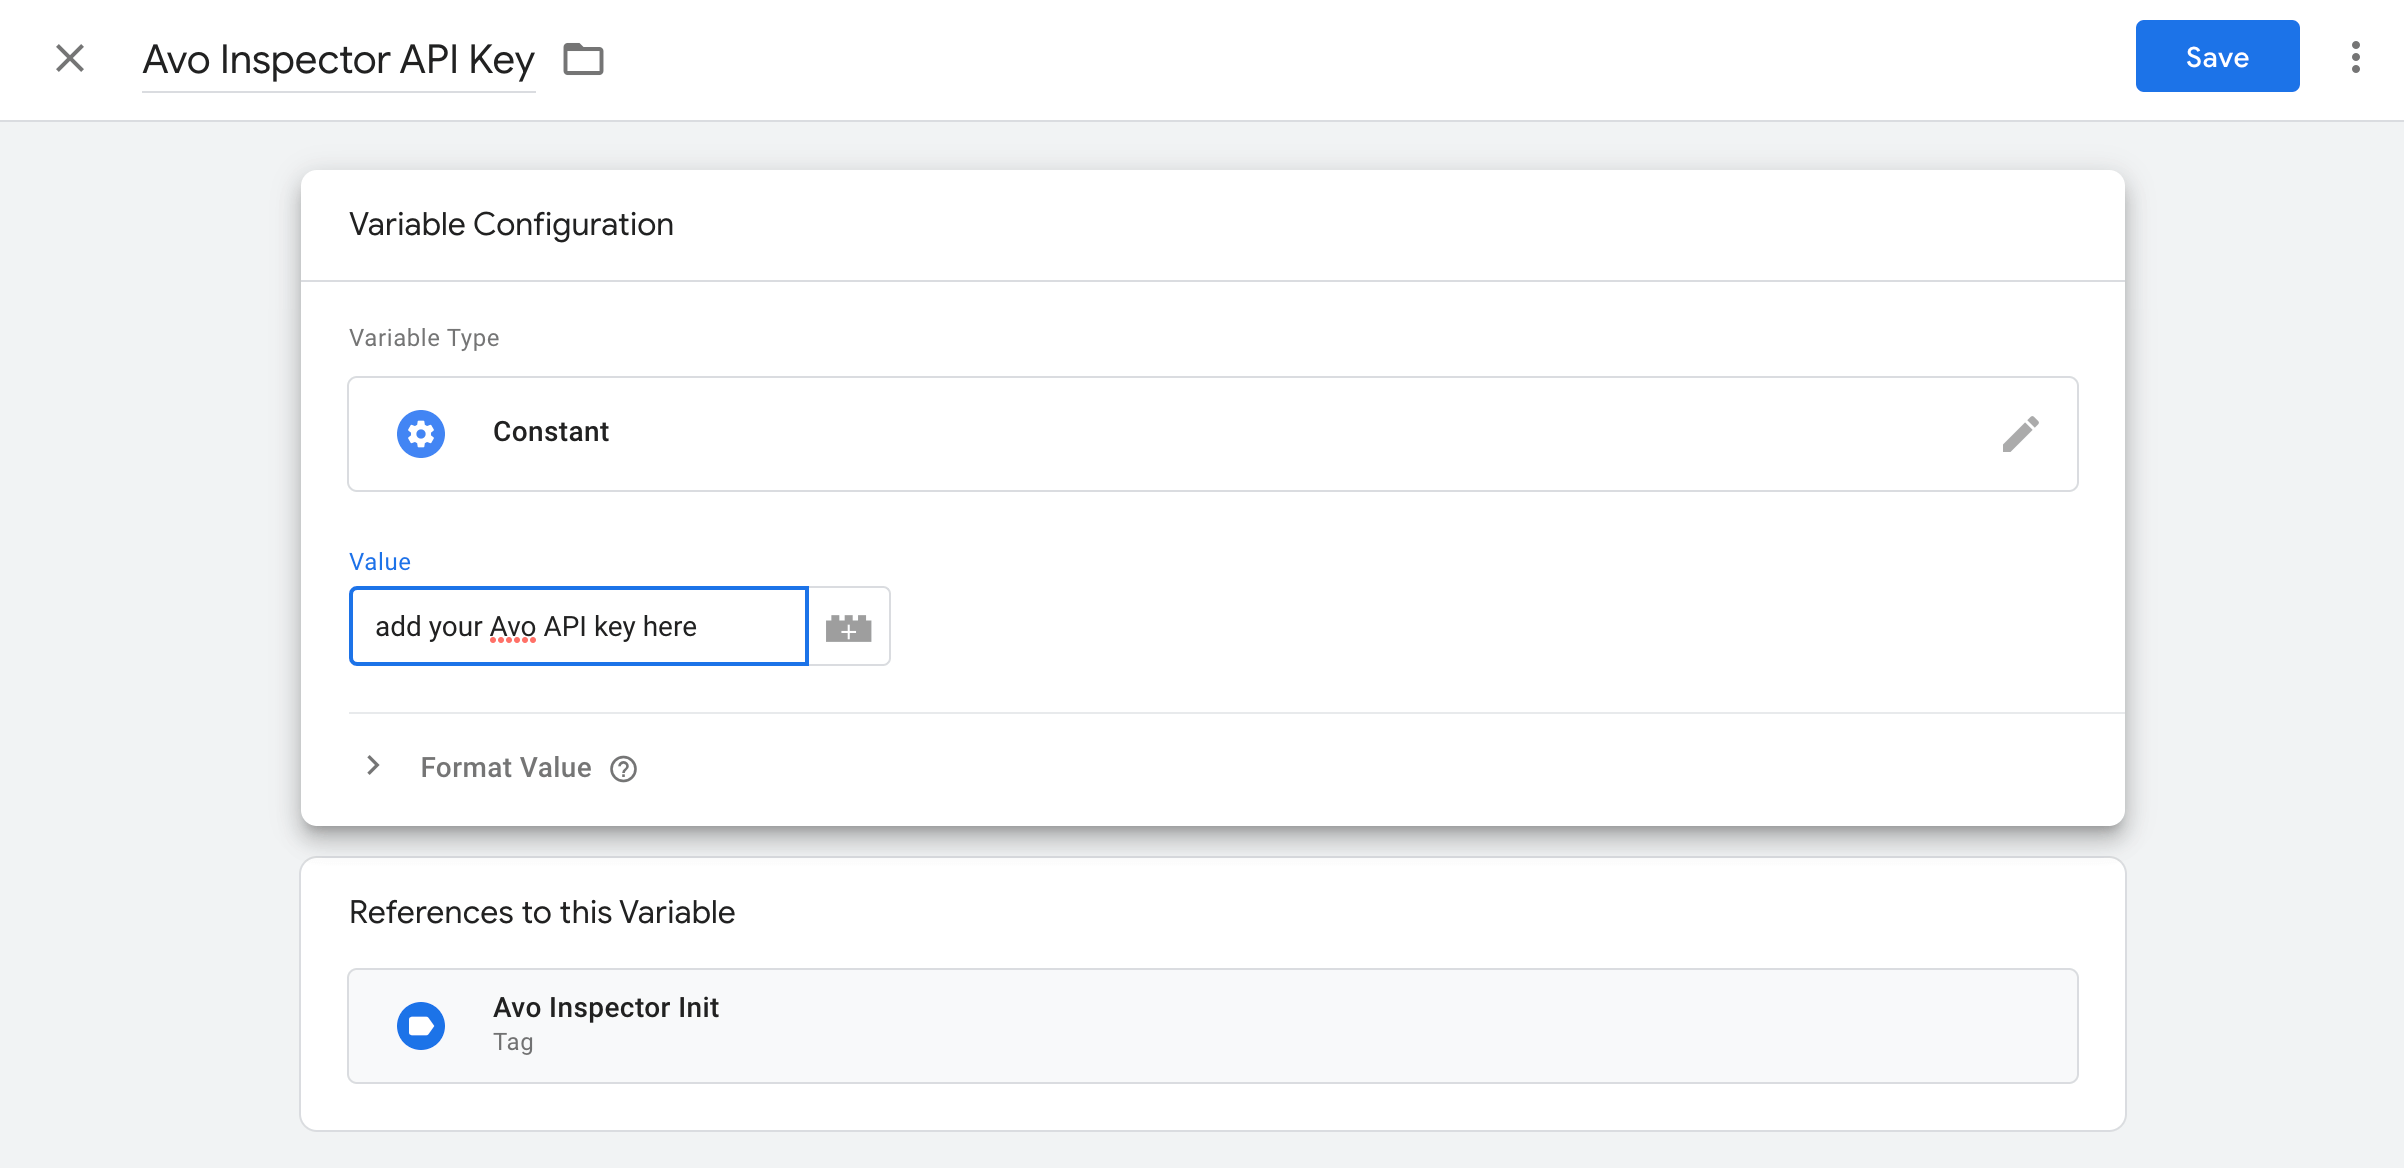 Avo Inspector API Key
Save
Variable Configuration
Variable Type
Constant
Value
add your Avo API key here
Format Value
References to this Variable
Avo Inspector Init
Tag